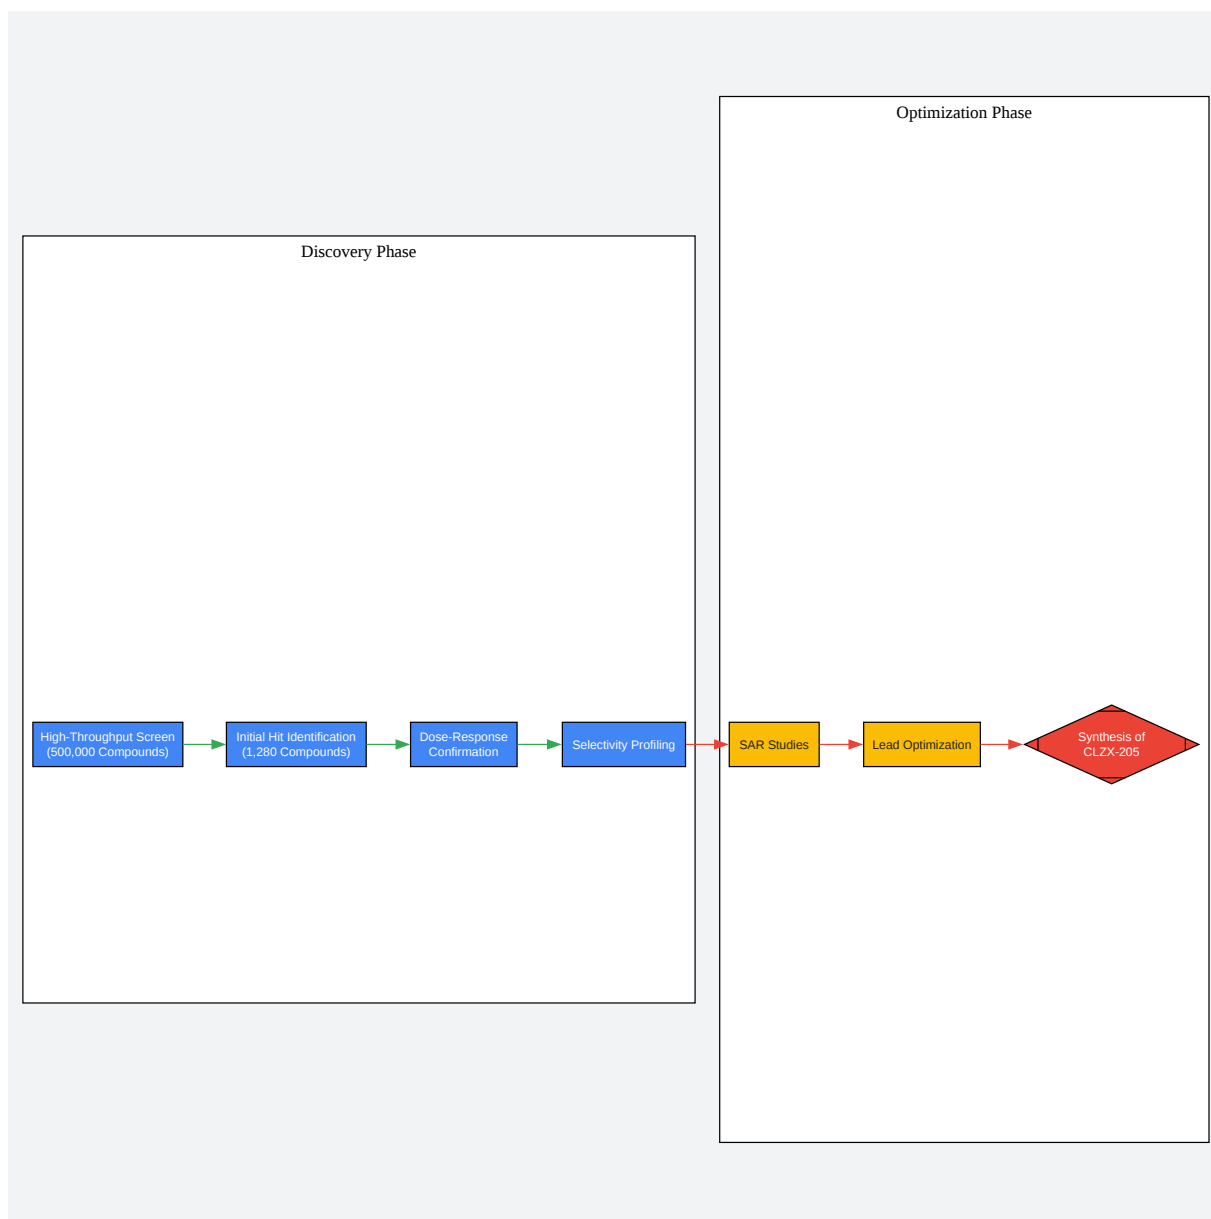 Optimization Phase
Discovery Phase
High-Throughput Screen
(500,000 Compounds)
Initial Hit Identification
(1,280 Compounds)
Dose-Response
Confirmation
Selectivity Profiling
SAR Studies
Lead Optimization
Synthesis of
CLZX-205